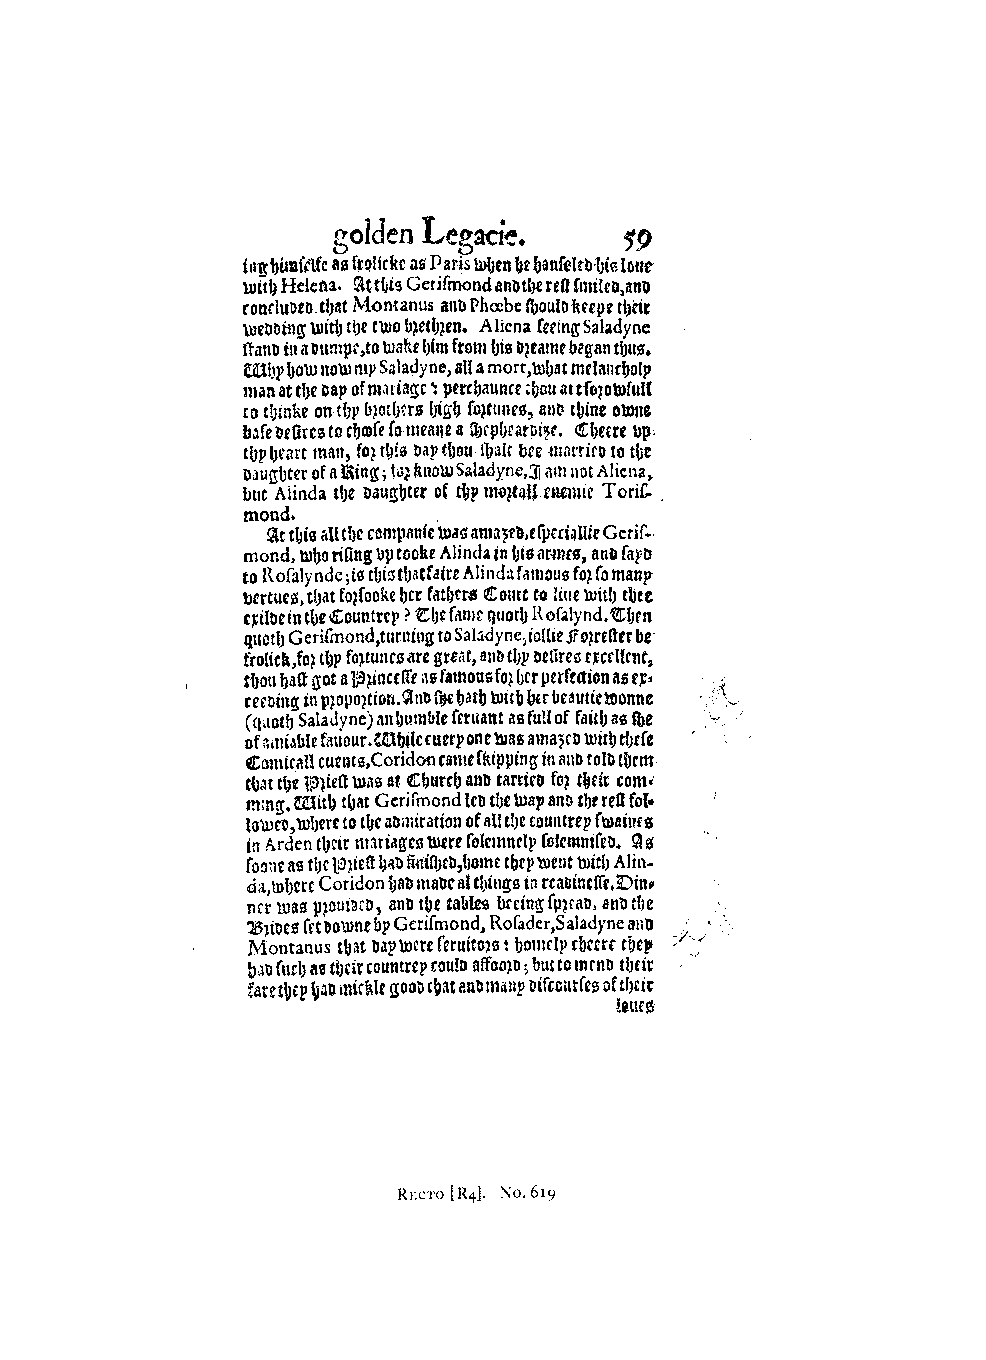 golden Legacie. 59
ing himſelfe as frolicke as Paris when he hanſeled his loue
with Helena. At this Geriſmond and the reſt ſmiled, and
concluded that Montanus and Phœbe ſhould keepe their
wedding with the two brethren. Aliena ſeeing Saladyne
ſtand in a dumpe, to wake him from his dreame began thus.
Why how now my Saladyne, all a mort, what melancholy
man at the day of mariage? perchaunce thou art ſorowfull
to thinke on thy brothers high fortunes, and thine owne
baſe deſires to chooſe ſo meane a ſhepheardize. Cheere vp
thy heart man, for this day thou ſhalt bee married to the
daughter of a King; for know Saladyne, I am not Aliena,
but Alinda the daughter of thy mortall enemie Toriſ-
mond.
At this all the companie was amazed, eſpeciallie Geriſ-
mond, who riſing vp tooke Alinda in his armes, and ſayd
to Roſalynde; is this that faire Alinda famous for ſo many
vertues, that forſooke her fathers Court to liue with thee
exilde in the Countrey? The ſame quoth Roſalynd. Then
quoth Geriſmond, turning to Saladyne, iollie Forreſter be
frolick, for thy fortunes are great, and thy deſires excellent,
thou haſt got a Princeſſe as famous for her perfection as ex-
ceeding in proportion. And ſhe hath with her beautie wonne
(quoth Saladyne) an humble ſeruant as full of faith as ſhe
of amiable fauour. While euery one was amazed with theſe
Comicall euents, Coridon came ſkipping in and told them
that the Prieſt was at Church and tarried for their com-
ming. With that Geriſmond led the way and the reſt fol-
lowed, where to the admiration of all the countrey ſwaines
in Arden their mariages were ſolemnely ſolemniſed. As
ſoone as the Prieſt had finiſhed, home they went with Alin-
da, where Coridon had made al things in readineſſe. Din-
ner was prouided, and the tables beeing ſpread, and the
Brides ſet downe by Geriſmond, Roſader, Saladyne and
Montanus that day were ſeruitors: homely cheere they
had ſuch as their countrey could affoord; but to mend their
fare they had mickle good chat and many diſcourſes of their
loues
RECTO [R4]. No. 619